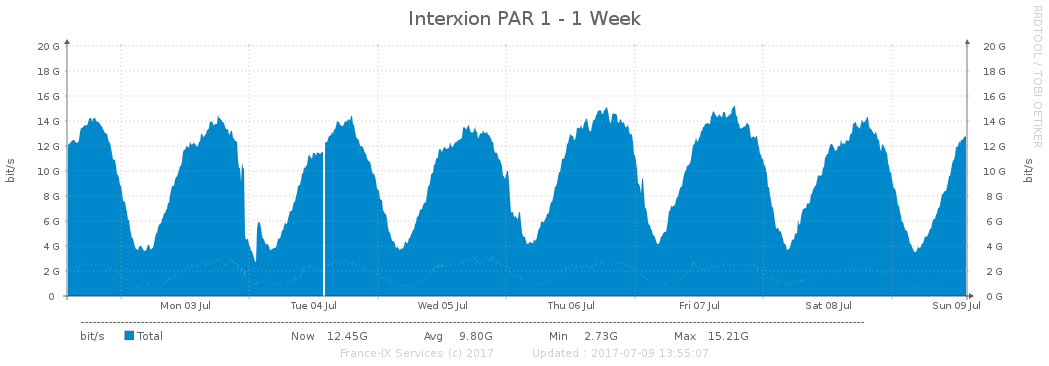 Interxion PAR 1 - 1 Week
RRDTOOL / TOBI OETIKER
20 G 20 G
18 G 18 G
16 G 16 G
14 G 14 G
12 G 12 G
10 G 10 G
8 G 8 G
6 G 6 G
4 G 4 G
2 G 2 G
0 0 G
bit/s
bit/s
Mon 03 Jul Tue 04 Jul Wed 05 Jul Thu 06 Jul Fri 07 Jul Sat 08 Jul Sun 09 Jul
bit/s Total Now 12.45G Avg 9.80G Min 2.73G Max 15.21G
France-IX Services (c) 2017 Updated : 2017-07-09 13:55:07